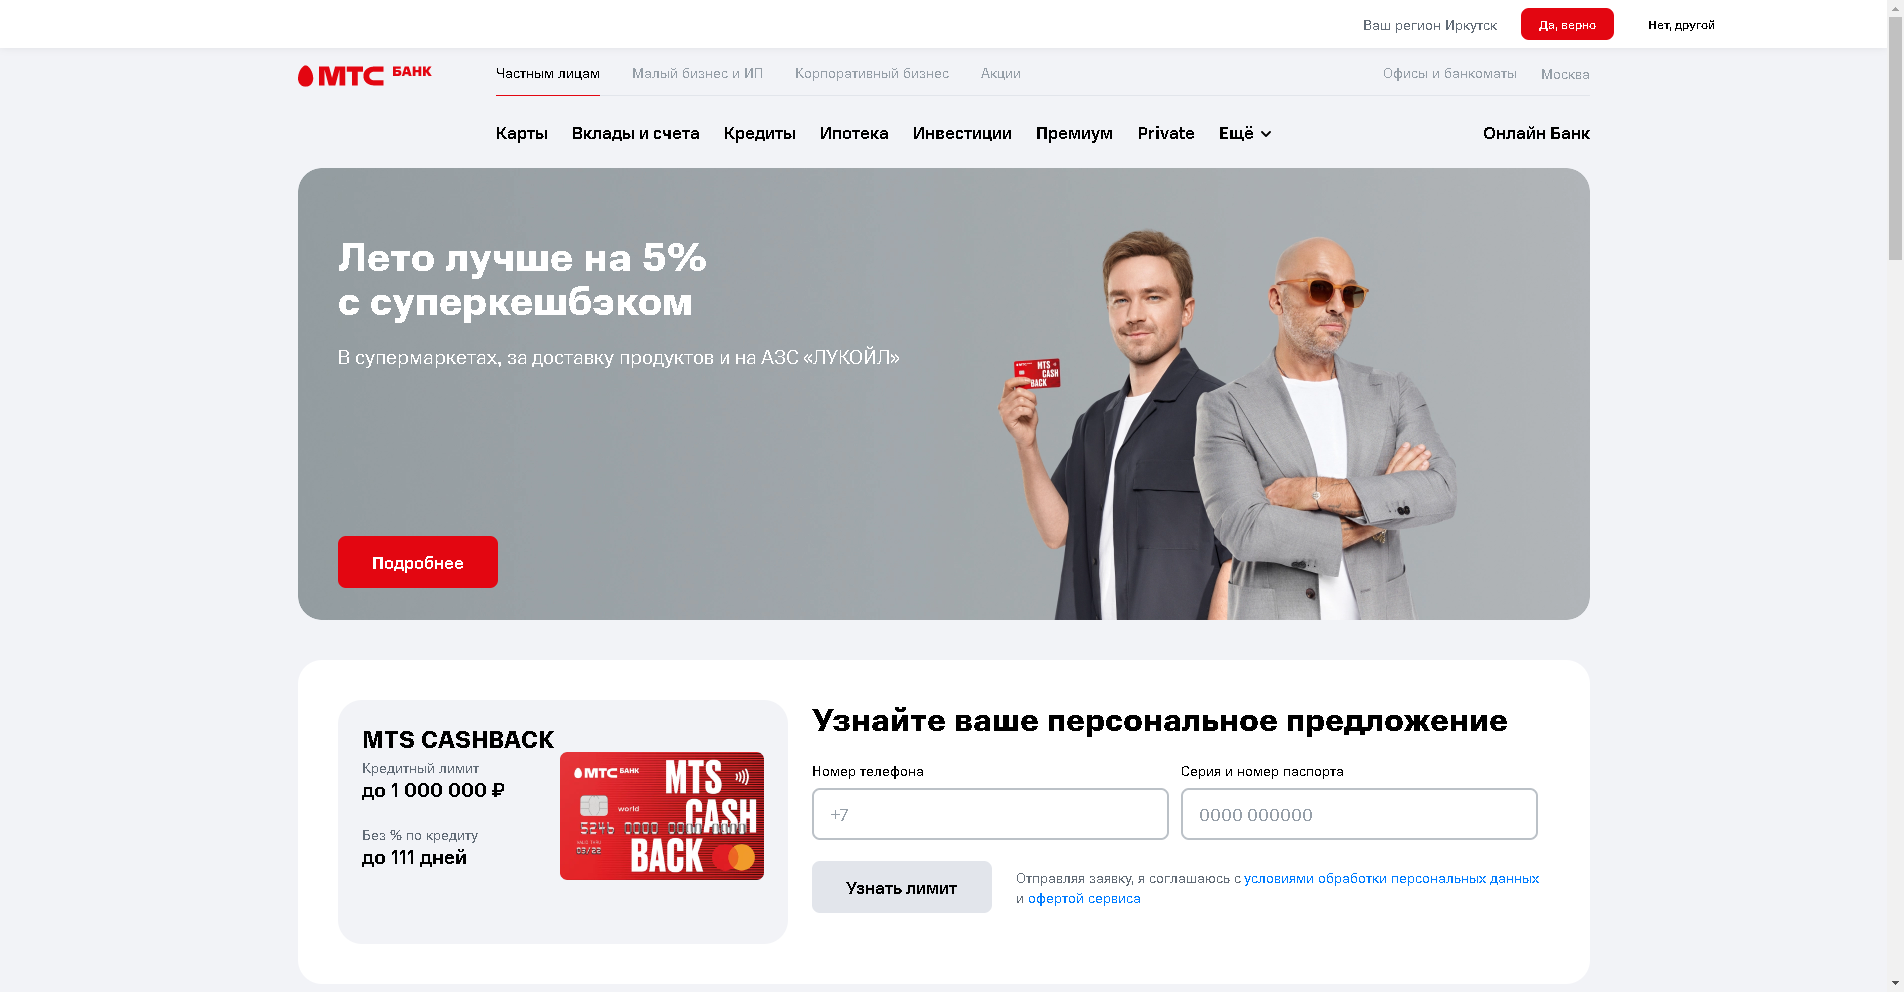 Ваш регион Иркутск
Да, верно
Нет, другой
МТС БАНК
Частным лицам
Малый бизнес и ИП
Корпоративный бизнес
Акции
Офисы и банкоматы
Москва
Карты
Вклады и счета
Кредиты
Ипотека
Инвестиции
Премиум
Private
Ещё
Онлайн Банк
Лето лучше на 5%
с суперкешбэком
В супермаркетах, за доставку продуктов и на АЗС «ЛУКОЙЛ»
MTS
CASH
BACK
Подробнее
MTS CASHBACK
Кредитный лимит
до 1 000 000 ₽
Без % по кредиту
до 111 дней
МТС БАНК
MTS
CASH
BACK
world
5246 0000 0000 0000
VALID THRU
03/22
Узнайте ваше персональное предложение
Номер телефона
Серия и номер паспорта
+7
0000 000000
Узнать лимит
Отправляя заявку, я соглашаюсь с условиями обработки персональных данных
и офертой сервиса